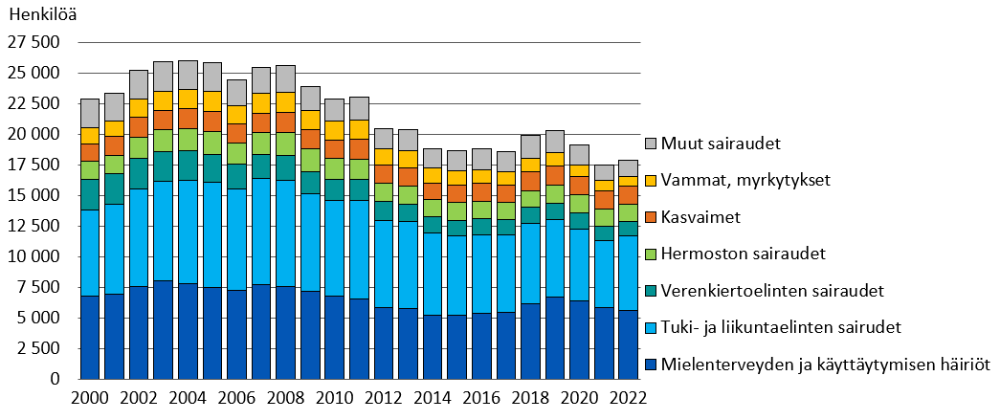 Henkilöä
27 500
25 000
22 500
20 000
17 500
15 000
12 500
10 000
7 500
5 000
2 500
0
2000 2002 2004 2006 2008 2010 2012 2014 2016 2018 2020 2022
Muut sairaudet
Vammat, myrkytykset
Kasvaimet
Hermoston sairaudet
Verenkiertoelinten sairaudet
Tuki- ja liikuntaelinten sairudet
Mielenterveyden ja käyttäytymisen häiriöt